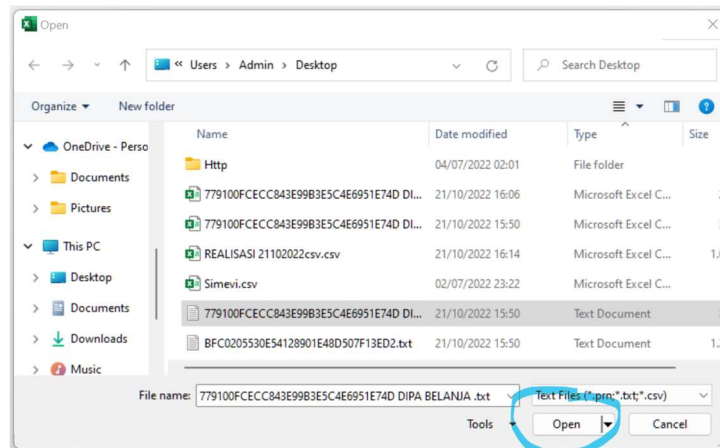 Open
« Users > Admin > Desktop
Search Desktop
Organize
New folder
Name Date modified Type Size
OneDrive - Perso
Documents
Pictures
This PC
Desktop
Documents
Downloads
Music
Http 04/07/2022 02:01 File folder
779100FCECC843E99B3E5C4E6951E74D DI... 21/10/2022 16:06 Microsoft Excel C...
779100FCECC843E99B3E5C4E6951E74D DI... 21/10/2022 15:50 Microsoft Excel C...
REALISASI 21102022csv.csv 21/10/2022 16:14 Microsoft Excel C...
Simevi.csv 02/07/2022 23:22 Microsoft Excel C...
779100FCECC843E99B3E5C4E6951E74D DI... 21/10/2022 15:50 Text Document
BFC0205530E54128901E48D507F13ED2.txt 21/10/2022 15:50 Text Document
File name: 779100FCECC843E99B3E5C4E6951E74D DIPA BELANJA .txt Text Files (*.prn;*.txt;*.csv)
Tools Open Cancel